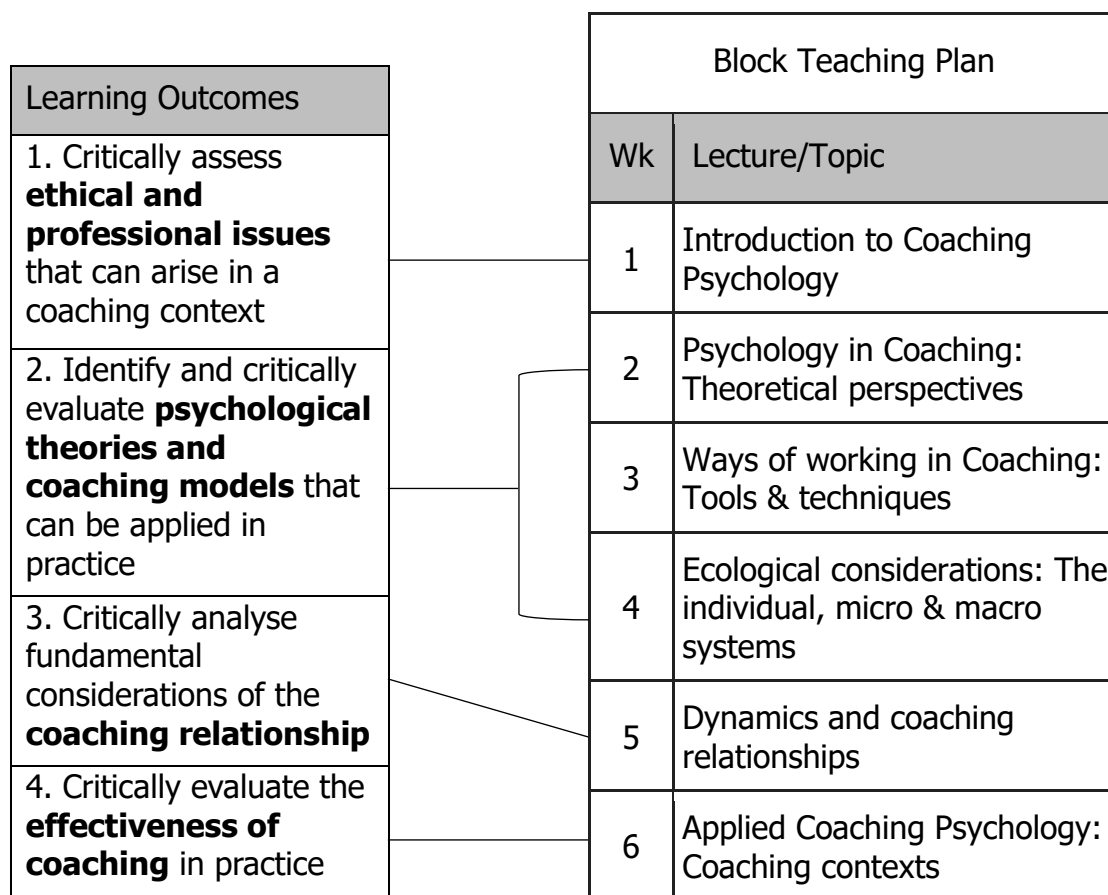 Learning Outcomes
1. Critically assess
ethical and
professional issues
that can arise in a
coaching context
2. Identify and critically
evaluate psychological
theories and
coaching models that
can be applied in
practice
3. Critically analyse
fundamental
considerations of the
coaching relationship
4. Critically evaluate the
effectiveness of
coaching in practice
Block Teaching Plan
Wk Lecture/Topic
1 Introduction to Coaching
Psychology
2 Psychology in Coaching:
Theoretical perspectives
3 Ways of working in Coaching:
Tools & techniques
4 Ecological considerations: The
individual, micro & macro
systems
5 Dynamics and coaching
relationships
6 Applied Coaching Psychology:
Coaching contexts